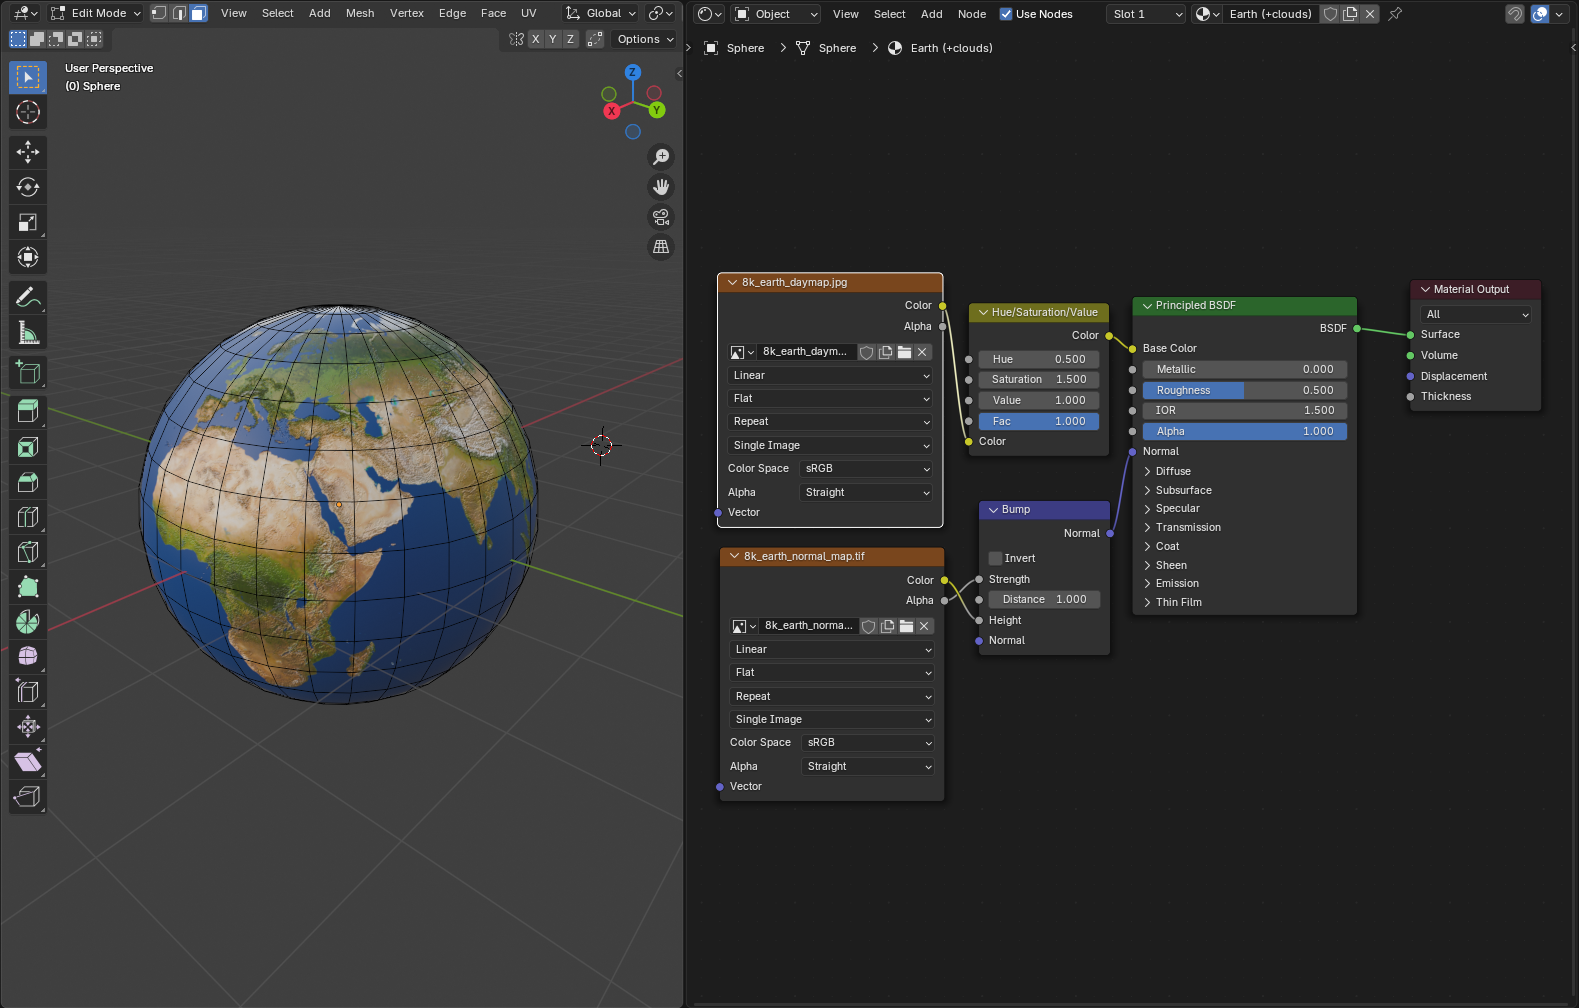 Edit Mode
View Select Add Mesh Vertex Edge Face UV
Global
X Y Z
Options
User Perspective
(0) Sphere
Z
X
Y
Object
View Select Add Node
Use Nodes
Slot 1
Earth (+clouds)
Sphere
Sphere
Earth (+clouds)
8k_earth_daymap.jpg
Color
Alpha
8k_earth_daym...
Linear
Flat
Repeat
Single Image
Color Space sRGB
Alpha Straight
Vector
8k_earth_normal_map.tif
Color
Alpha
8k_earth_norma...
Linear
Flat
Repeat
Single Image
Color Space sRGB
Alpha Straight
Vector
Hue/Saturation/Value
Color
Hue 0.500
Saturation 1.500
Value 1.000
Fac 1.000
Color
Bump
Normal
Invert
Strength
Distance 1.000
Height
Normal
Principled BSDF
BSDF
Base Color
Metallic 0.000
Roughness 0.500
IOR 1.500
Alpha 1.000
Normal
Diffuse
Subsurface
Specular
Transmission
Coat
Sheen
Emission
Thin Film
Material Output
All
Surface
Volume
Displacement
Thickness